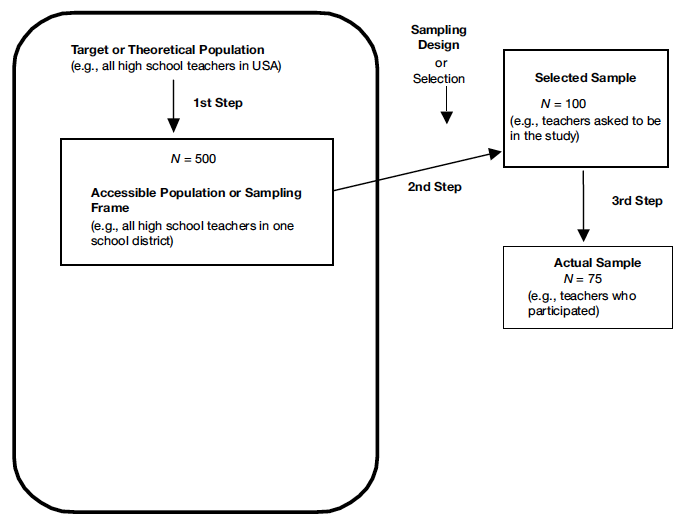 Target or Theoretical Population
(e.g., all high school teachers in USA)
1st Step
N = 500
Accessible Population or Sampling
Frame
(e.g., all high school teachers in one
school district)
Sampling
Design
or
Selection
2nd Step
Selected Sample
N = 100
(e.g., teachers asked to be
in the study)
3rd Step
Actual Sample
N = 75
(e.g., teachers who
participated)